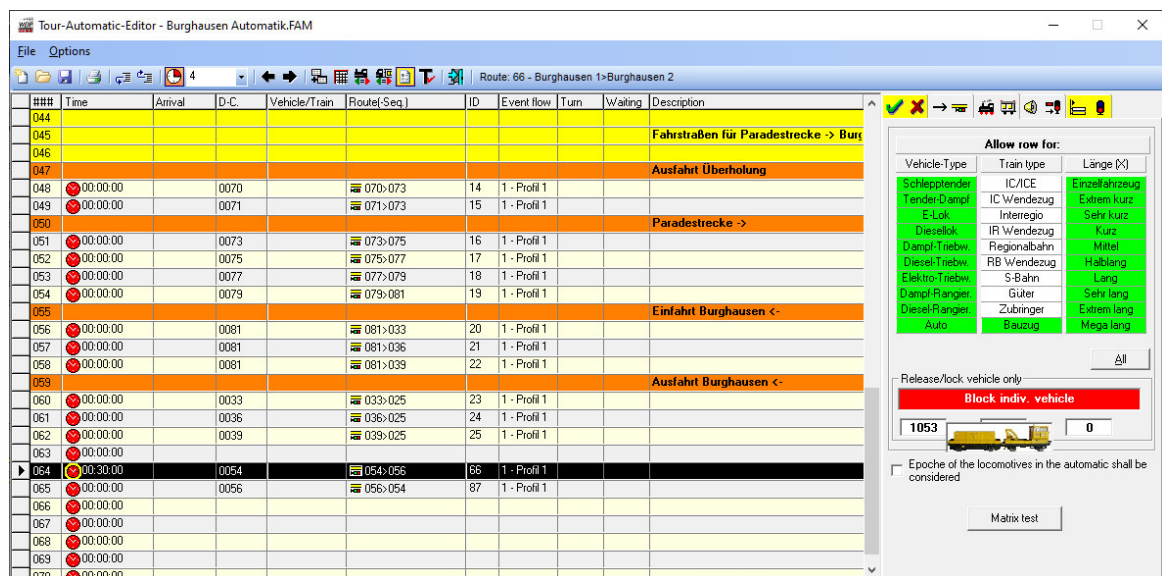 Tour-Automatic-Editor - Burghausen Automatik.FAM
File Options
4 Route: 66 - Burghausen 1>Burghausen 2
### Time Arrival D-C. Vehicle/Train Route(-Seq.) ID Event flow Turn Waiting Description
044
045 Fahrstraßen für Paradestrecke -> Burg
046
047 Ausfahrt Überholung
048 00:00:00 0070 070>073 14 1 - Profil 1
049 00:00:00 0071 071>073 15 1 - Profil 1
050 Paradestrecke ->
051 00:00:00 0073 073>075 16 1 - Profil 1
052 00:00:00 0075 075>077 17 1 - Profil 1
053 00:00:00 0077 077>079 18 1 - Profil 1
054 00:00:00 0079 079>081 19 1 - Profil 1
055 Einfahrt Burghausen <-
056 00:00:00 0081 081>033 20 1 - Profil 1
057 00:00:00 0081 081>036 21 1 - Profil 1
058 00:00:00 0081 081>039 22 1 - Profil 1
059 Ausfahrt Burghausen <-
060 00:00:00 0033 033>025 23 1 - Profil 1
061 00:00:00 0036 036>025 24 1 - Profil 1
062 00:00:00 0039 039>025 25 1 - Profil 1
063 00:00:00
064 00:30:00 0054 054>056 66 1 - Profil 1
065 00:00:00 0056 056>054 87 1 - Profil 1
066 00:00:00
067 00:00:00
068 00:00:00
069 00:00:00
070 00:00:00
Allow row for:
Vehicle-Type Train type Länge (X)
Schlepptender IC/ICE Einzelfahrzeug
Tender-Dampf IC Wendezug Extrem kurz
E-Lok Interregio Sehr kurz
Diesellok IR Wendezug Kurz
Dampf-Triebw. Regionalbahn Mittel
Diesel-Triebw. RB Wendezug Halblang
Elektro-Triebw. S-Bahn Lang
Dampf-Rangier. Güter Sehr lang
Diesel-Rangier. Zubringer Extrem lang
Auto Bauzug Mega lang
All
Release/lock vehicle only
Block indiv. vehicle
1053 0
Epoche of the locomotives in the automatic shall be
considered
Matrix test